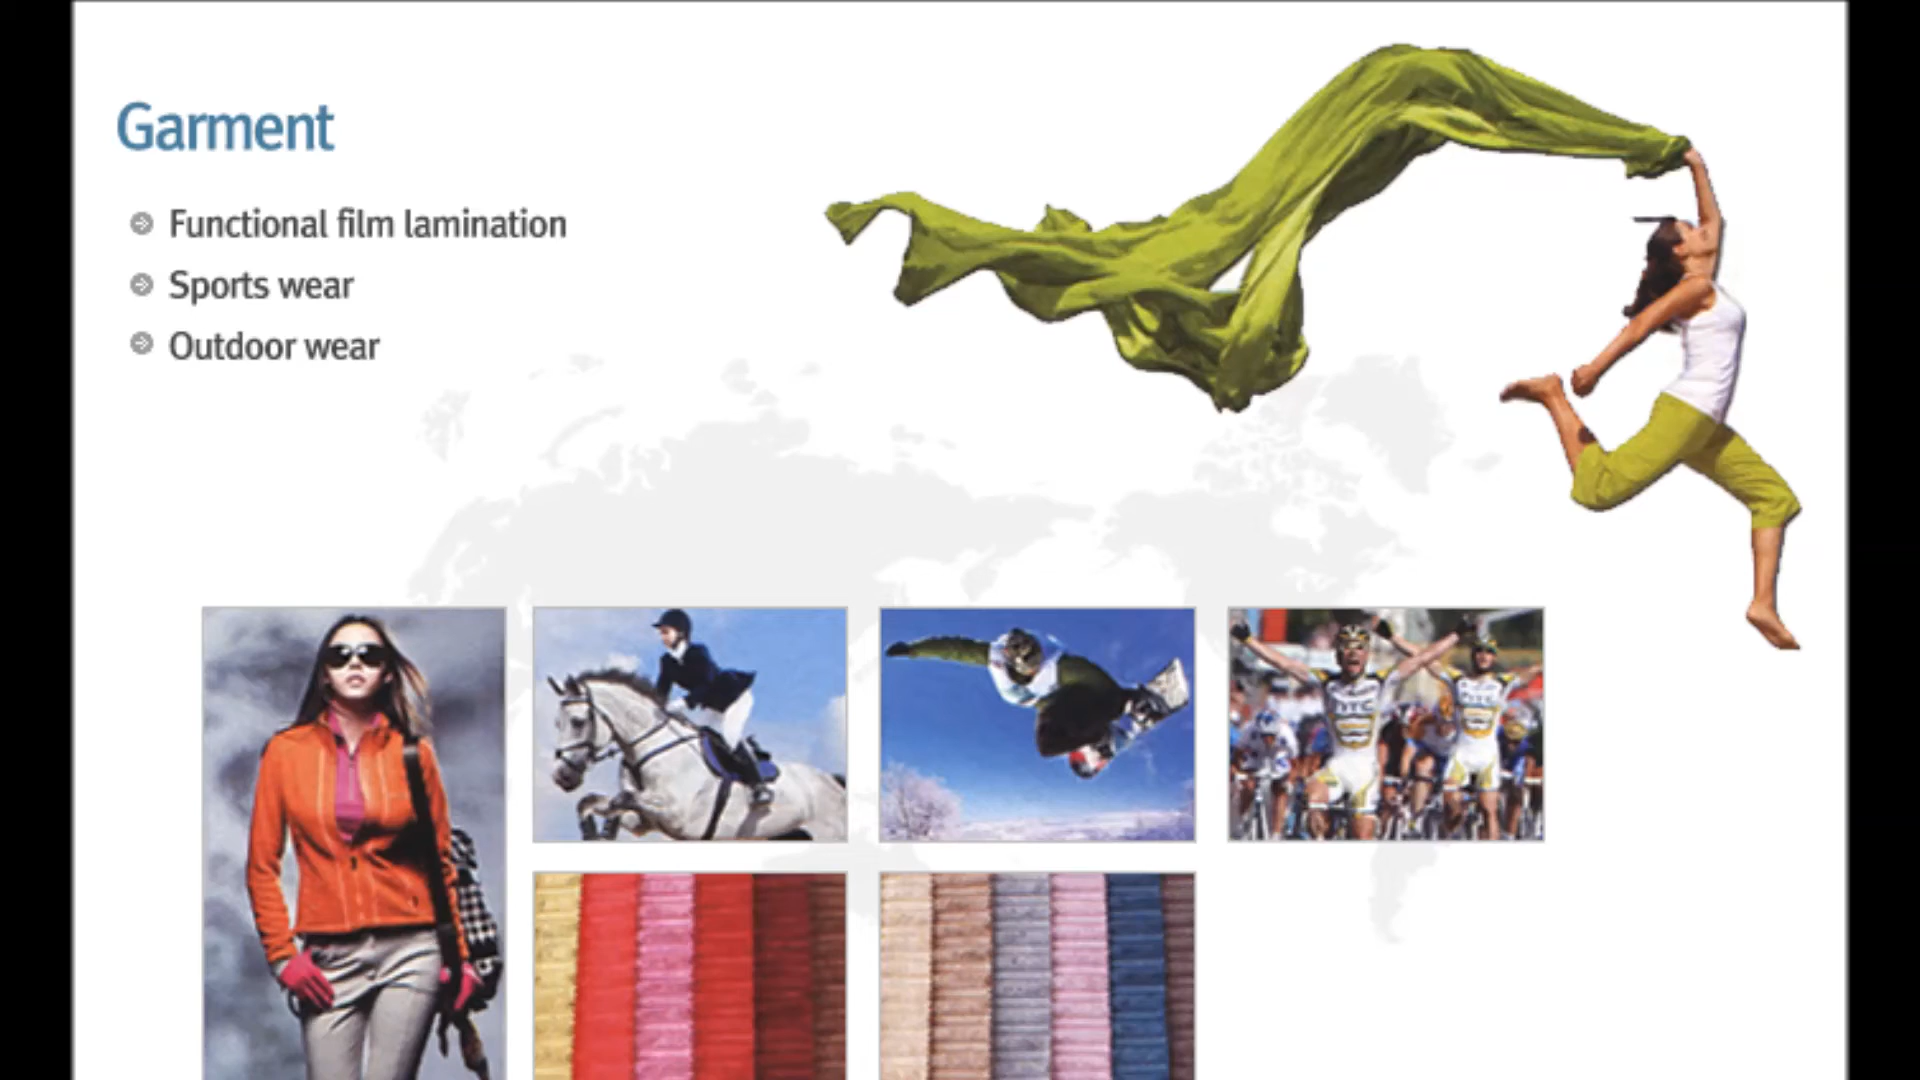 Garment
Functional film lamination
Sports wear
Outdoor wear